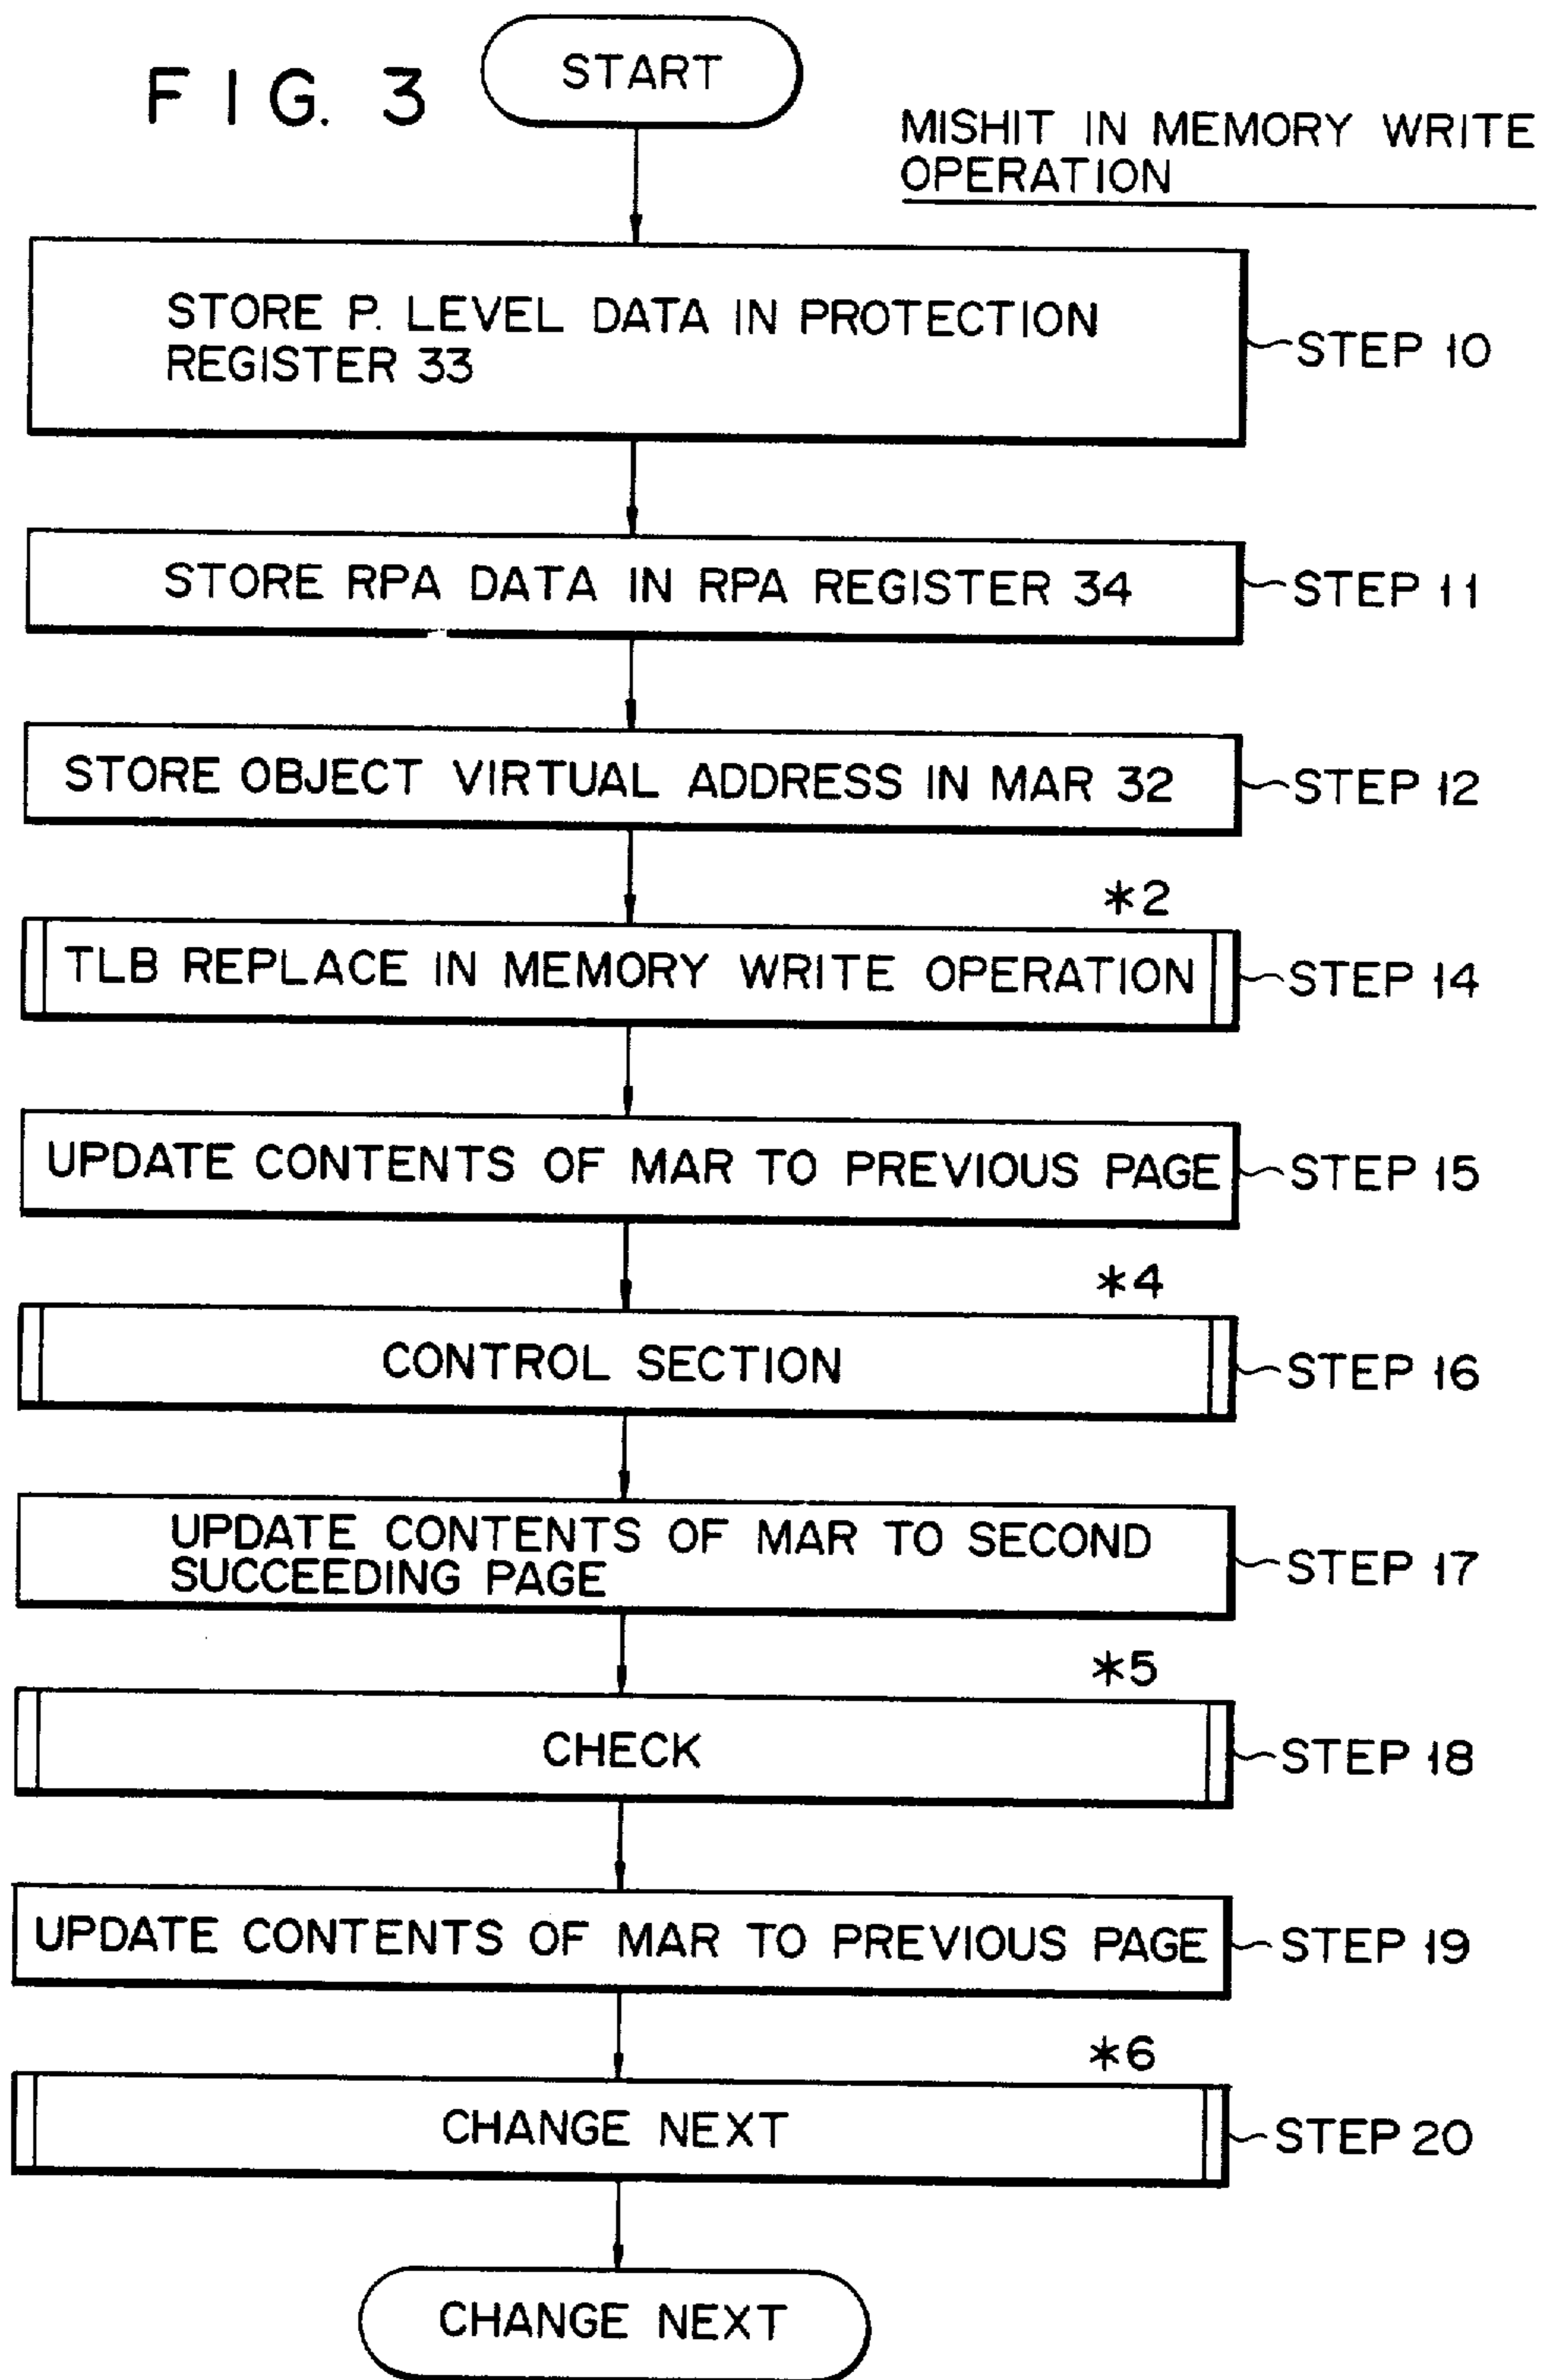 FIG. 3
START
MISHIT IN MEMORY WRITE
OPERATION
STORE P. LEVEL DATA IN PROTECTION
REGISTER 33
STEP 10
STORE RPA DATA IN RPA REGISTER 34
STEP 11
STORE OBJECT VIRTUAL ADDRESS IN MAR 32
STEP 12
*2
TLB REPLACE IN MEMORY WRITE OPERATION
STEP 14
UPDATE CONTENTS OF MAR TO PREVIOUS PAGE
STEP 15
*4
CONTROL SECTION
STEP 16
UPDATE CONTENTS OF MAR TO SECOND
SUCCEEDING PAGE
STEP 17
*5
CHECK
STEP 18
UPDATE CONTENTS OF MAR TO PREVIOUS PAGE
STEP 19
*6
CHANGE NEXT
STEP 20
CHANGE NEXT